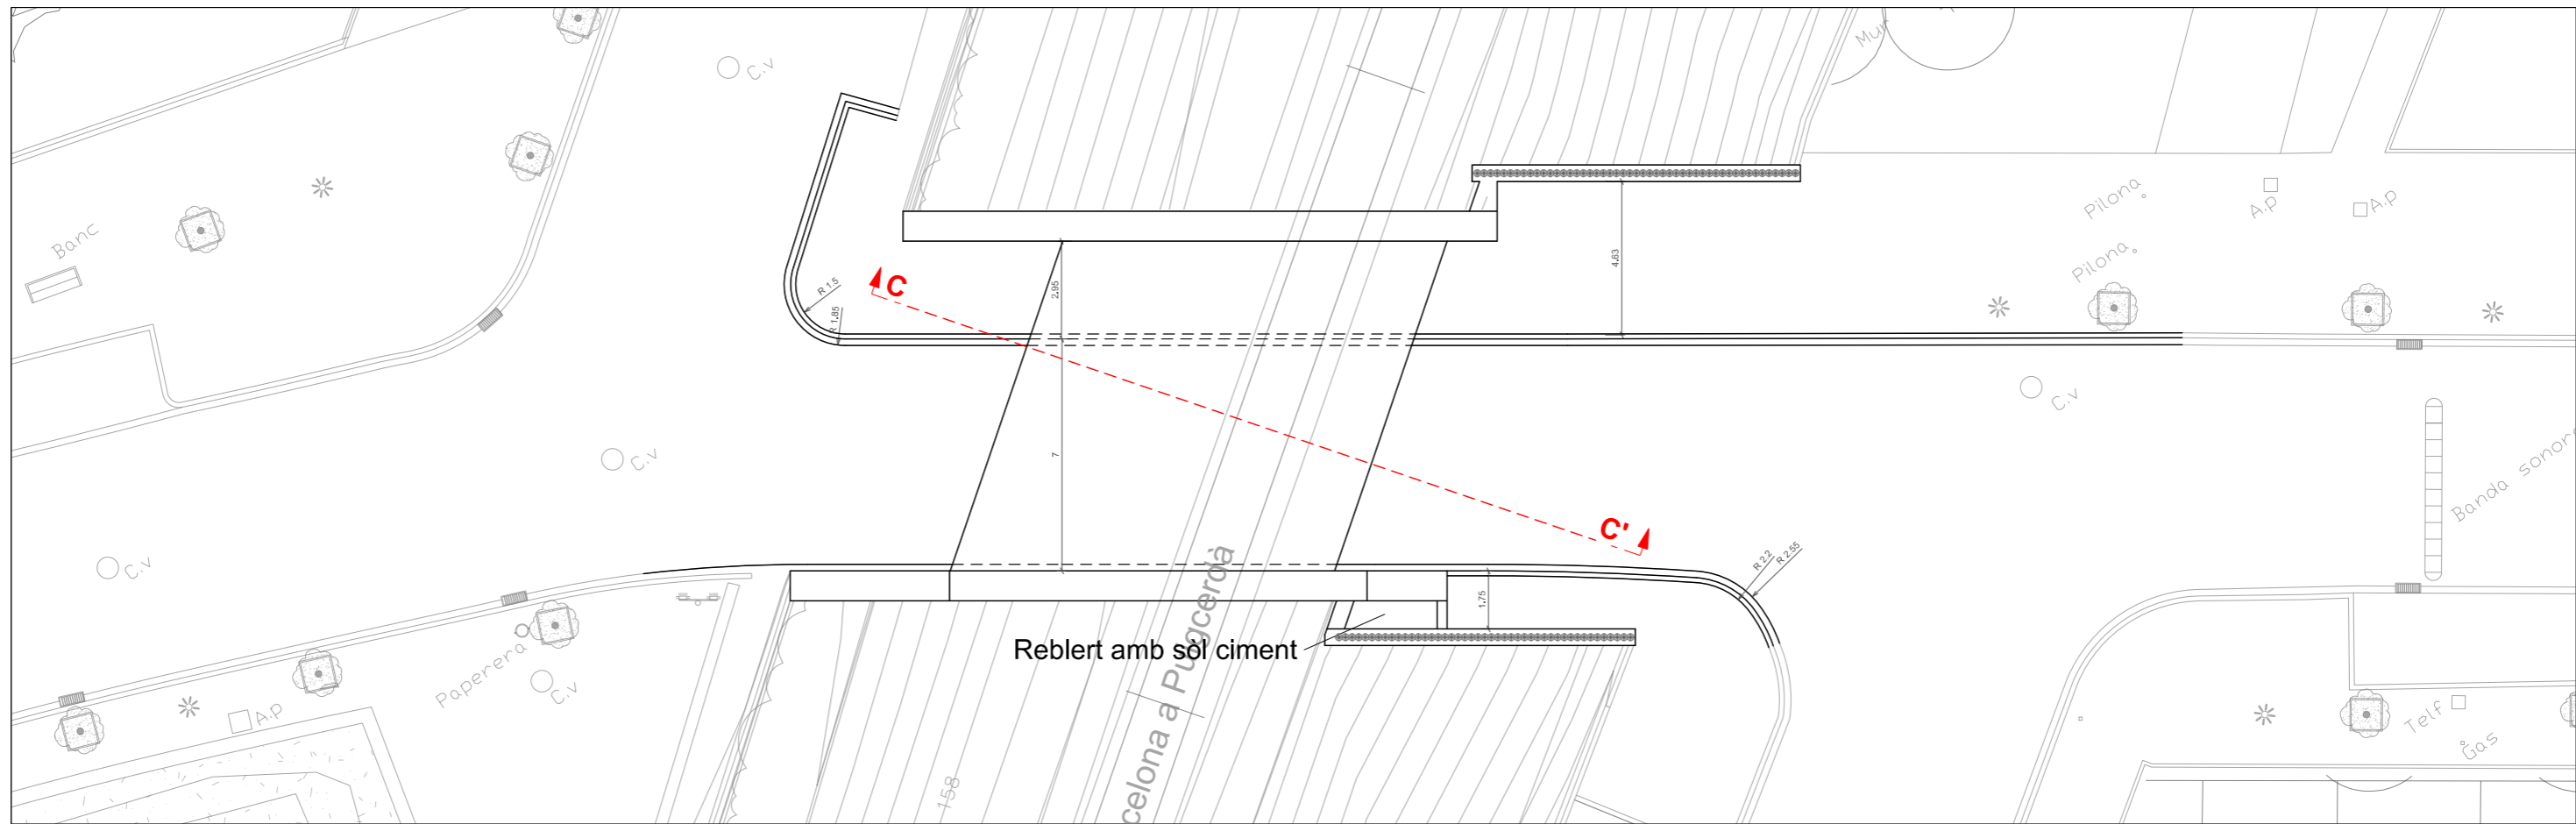 C.v
Mur
Banc
Pilona
A.p
A.p
Pilona
4.63
2.95
C
R 1.5
R 1.85
C.v
C.v
7
Banda sonora
C'
C.v
R 2.2
R 2.55
1.75
Reblert amb sòl ciment
celona a Puigcerdà
Paperera
C.v
A.p
Telf
Gas
158